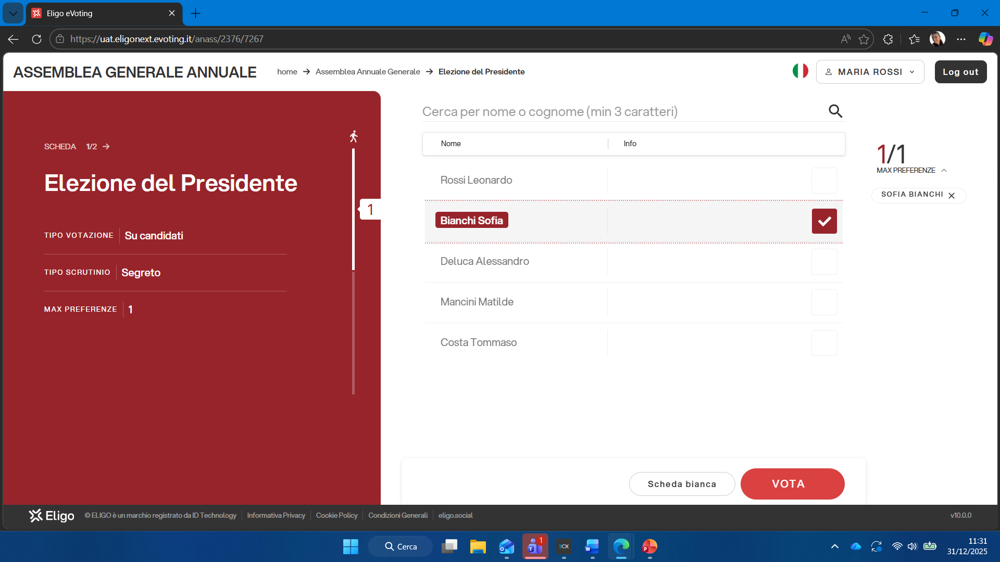 Eligo eVoting
https://uat.eligonext.evoting.it/anass/2376/7267
ASSEMBLEA GENERALE ANNUALE
home → Assemblea Annuale Generale → Elezione del Presidente
MARIA ROSSI
Log out
SCHEDA 1/2 →
Elezione del Presidente
TIPO VOTAZIONE Su candidati
TIPO SCRUTINIO Segreto
MAX PREFERENZE 1
1
Cerca per nome o cognome (min 3 caratteri)
Nome Info
Rossi Leonardo
Bianchi Sofia
Deluca Alessandro
Mancini Matilde
Costa Tommaso
1/1
MAX PREFERENZE
SOFIA BIANCHI
Scheda bianca
VOTA
Eligo
© ELIGO è un marchio registrato da ID Technology
Informativa Privacy
Cookie Policy
Condizioni Generali
eligo.social
v10.0.0
Cerca
1
3CX
11:31
31/12/2025